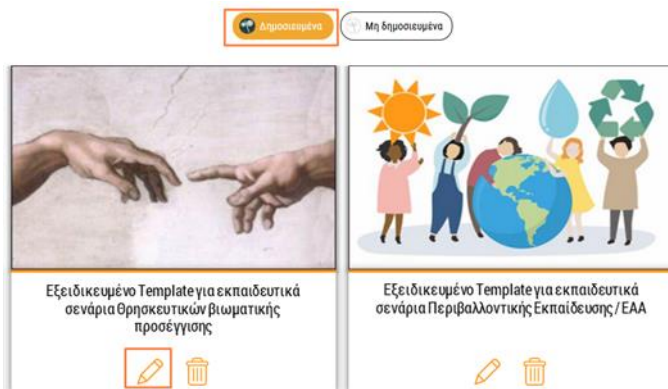 Δημοσιευμένα
Μη δημοσιευμένα
Εξειδικευμένο Template για εκπαιδευτικά
σενάρια Θρησκευτικών βιωματικής
προσέγγισης
Εξειδικευμένο Template για εκπαιδευτικά
σενάρια Περιβαλλοντικής Εκπαίδευσης / ΕΑΑ